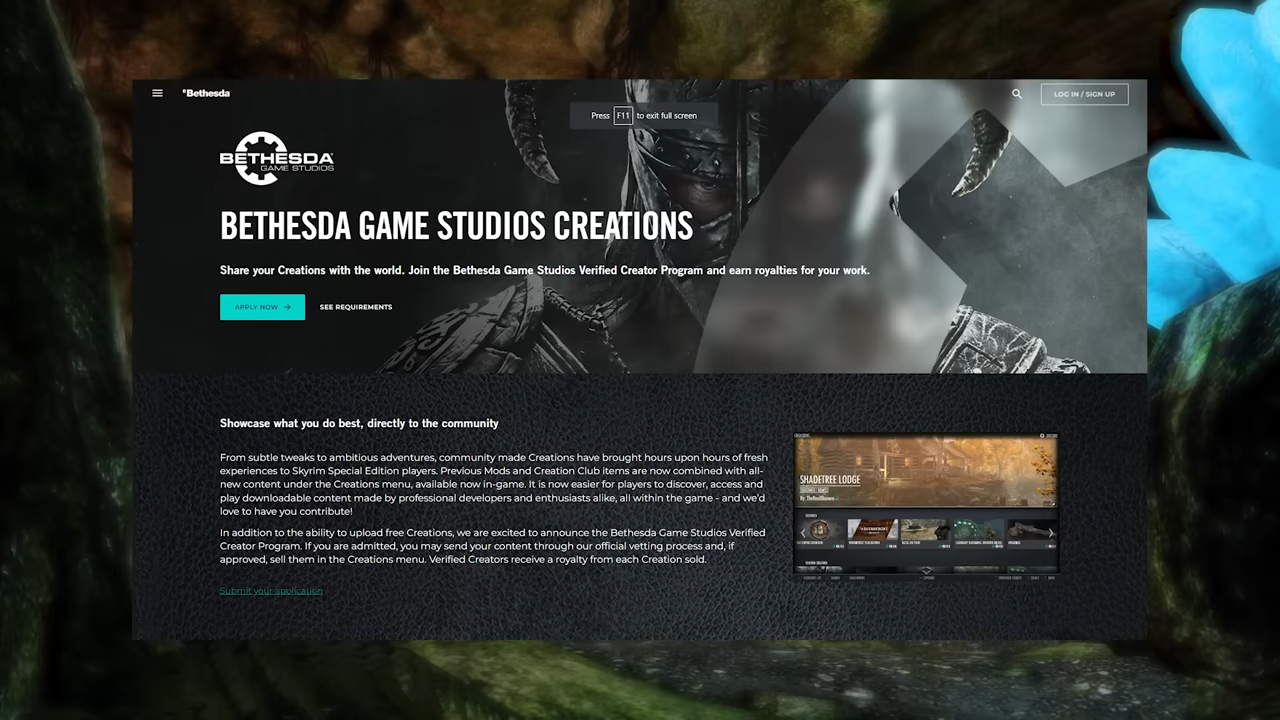 Bethesda
LOG IN / SIGN UP
Press F11 to exit full screen
BETHESDA
GAME STUDIOS
BETHESDA GAME STUDIOS CREATIONS
Share your Creations with the world. Join the Bethesda Game Studios Verified Creator Program and earn royalties for your work.
APPLY NOW
SEE REQUIREMENTS
Showcase what you do best, directly to the community
From subtle tweaks to ambitious adventures, community made Creations have brought hours upon hours of fresh
experiences to Skyrim Special Edition players. Previous Mods and Creation Club items are now combined with all-
new content under the Creations menu, available now in-game. It is now easier for players to discover, access and
play downloadable content made by professional developers and enthusiasts alike, all within the game - and we'd
love to have you contribute!
In addition to the ability to upload free Creations, we are excited to announce the Bethesda Game Studios Verified
Creator Program. If you are admitted, you may send your content through our official vetting process and, if
approved, sell them in the Creations menu. Verified Creators receive a royalty from each Creation sold.
Submit your application
SHADETREE LODGE